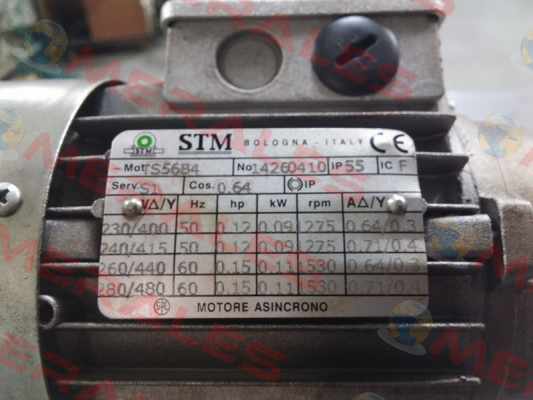 STM BOLOGNA - ITALY CE
STM
~Mot TS56B4 No 14260410 IP 55 IC F
Serv. S1 Cos. 0.64 IP
V∆/Y Hz hp kW rpm A∆/Y
230/400 50 0.12 0.09 1275 0.64/0.3
240/415 50 0.12 0.09 1275 0.71/0.4
260/440 60 0.15 0.11 1530 0.64/0.3
280/480 60 0.15 0.11 1530 0.71/0.4
MOTORE ASINCRONO
MERALES